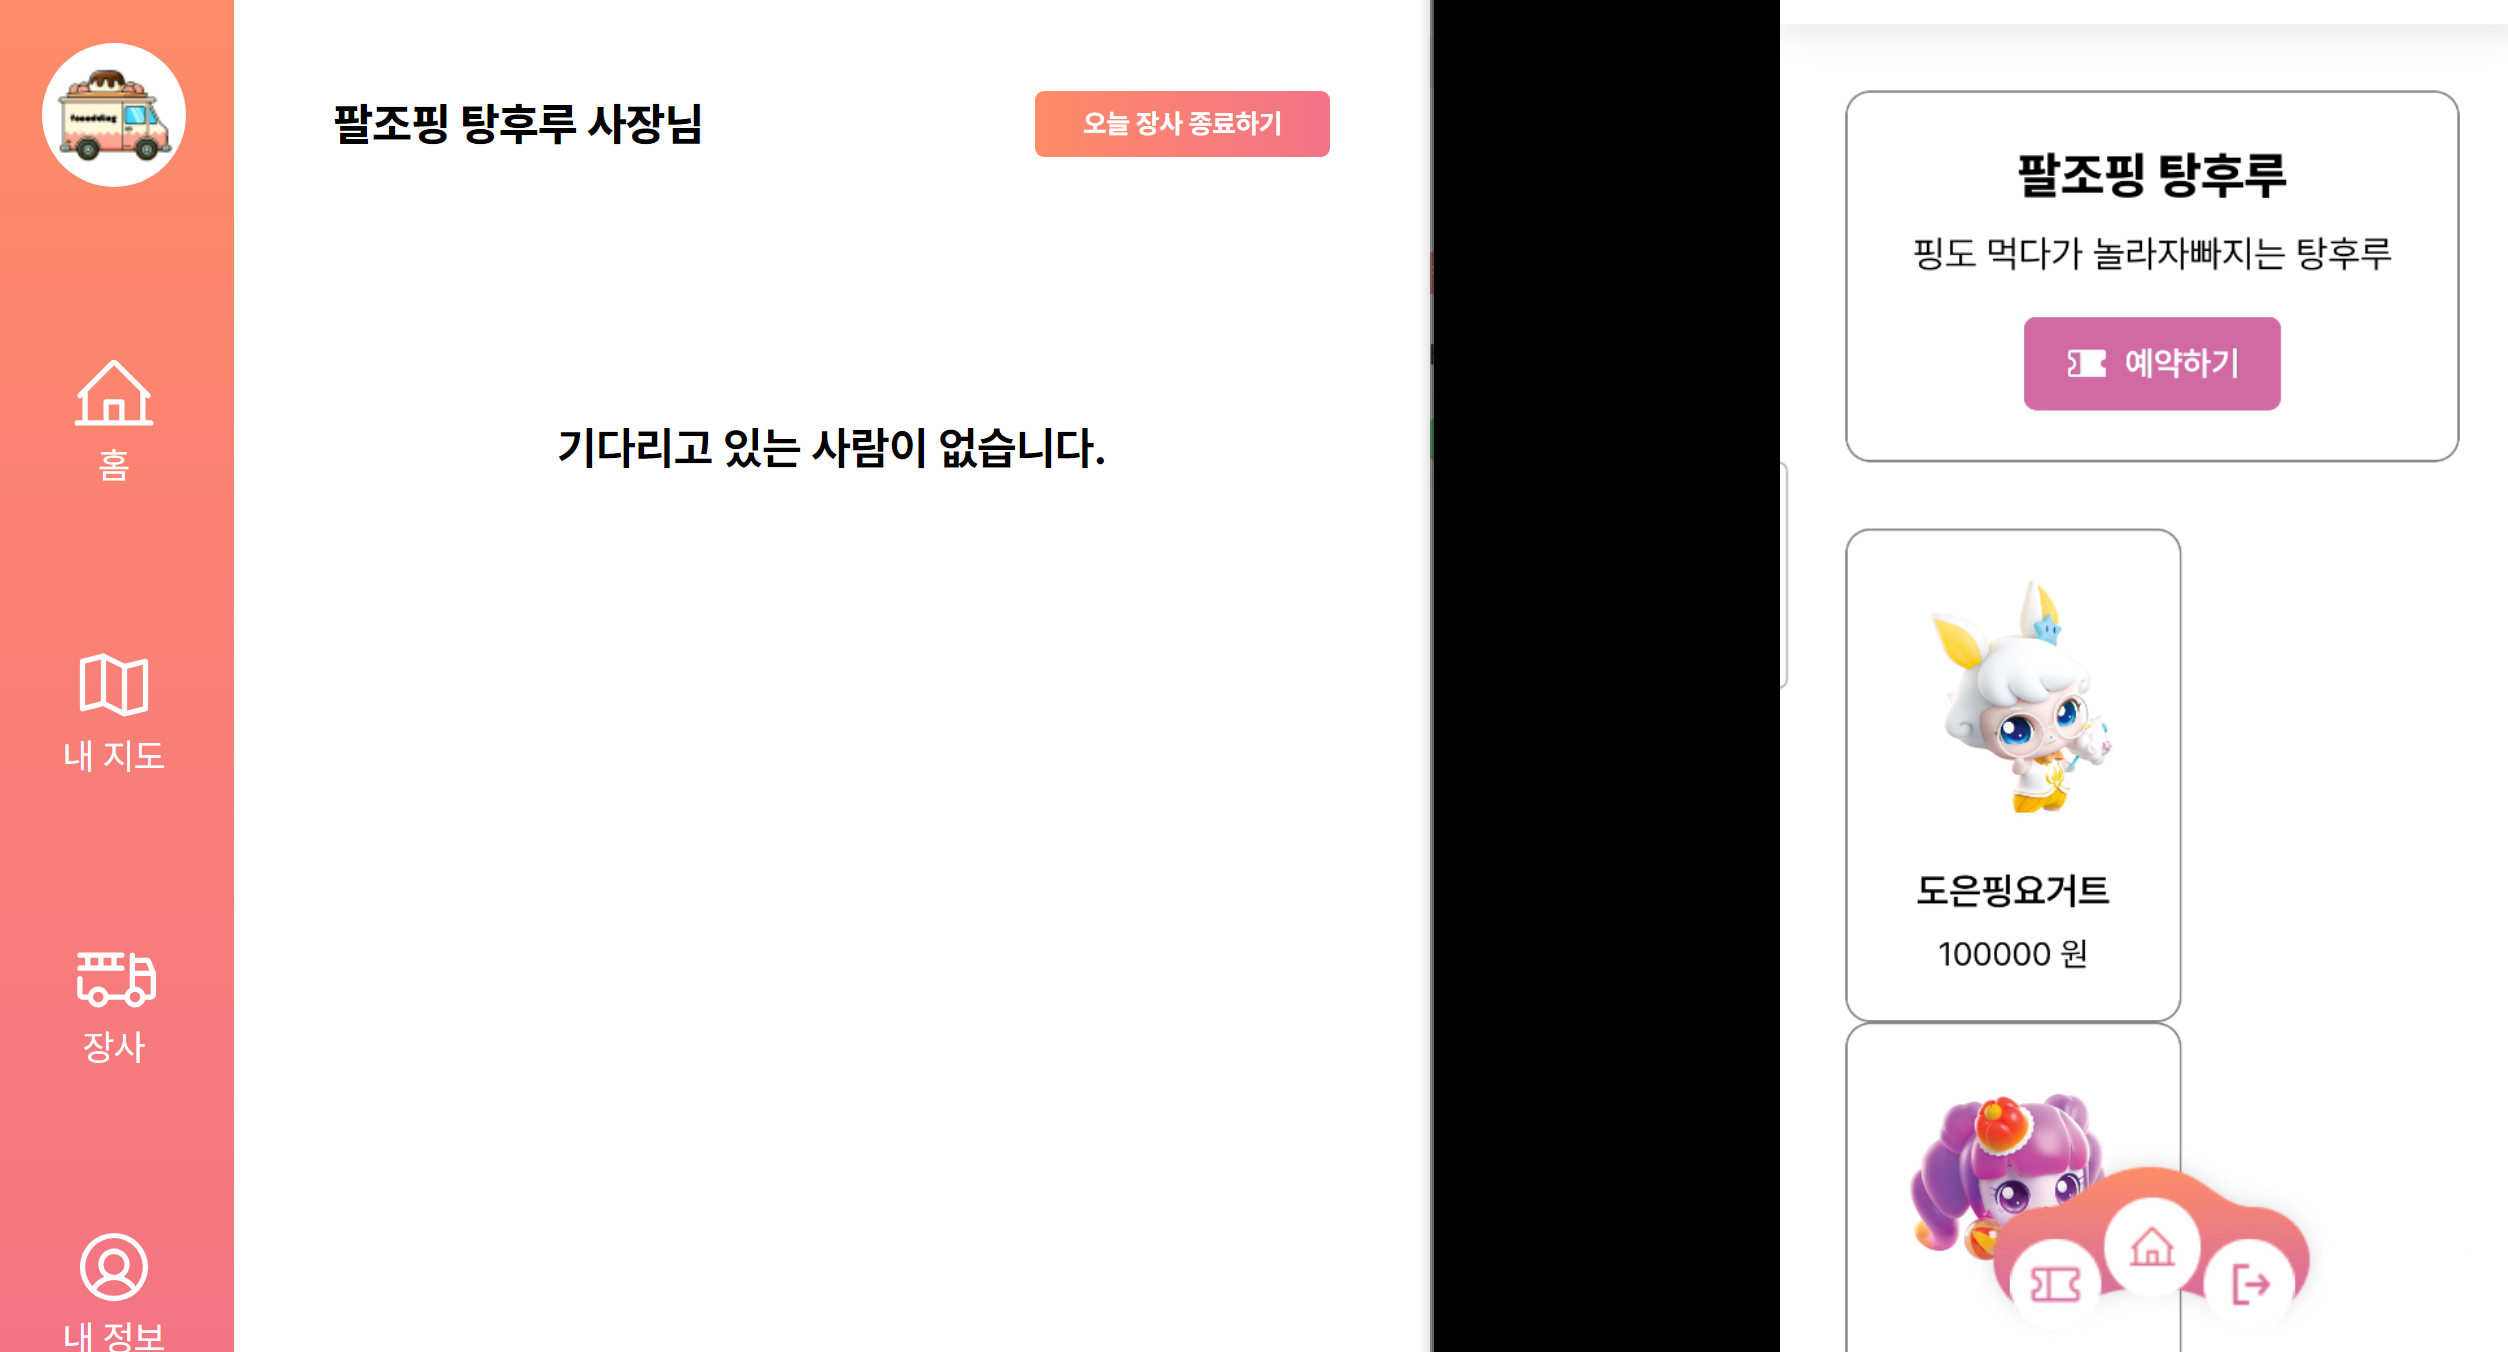 팔조핑 탕후루 사장님
오늘 장사 종료하기
홈
내 지도
장사
내 정보
기다리고 있는 사람이 없습니다.
팔조핑 탕후루
핑도 먹다가 놀라자빠지는 탕후루
예약하기
도은핑요거트
100000 원